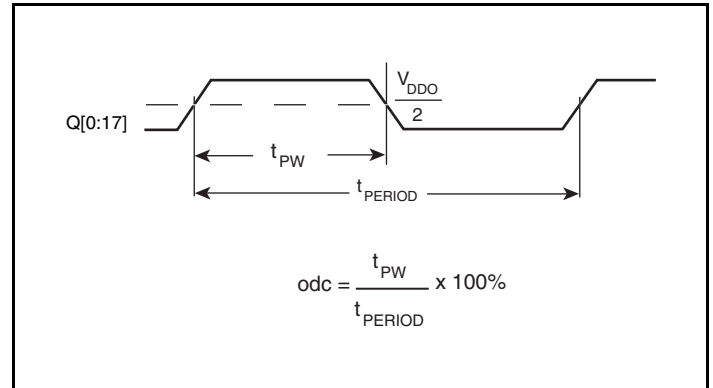 V_DDO
2
Q[0:17]
t_PW
t_PERIOD
t_PW
odc = x 100%
t_PERIOD